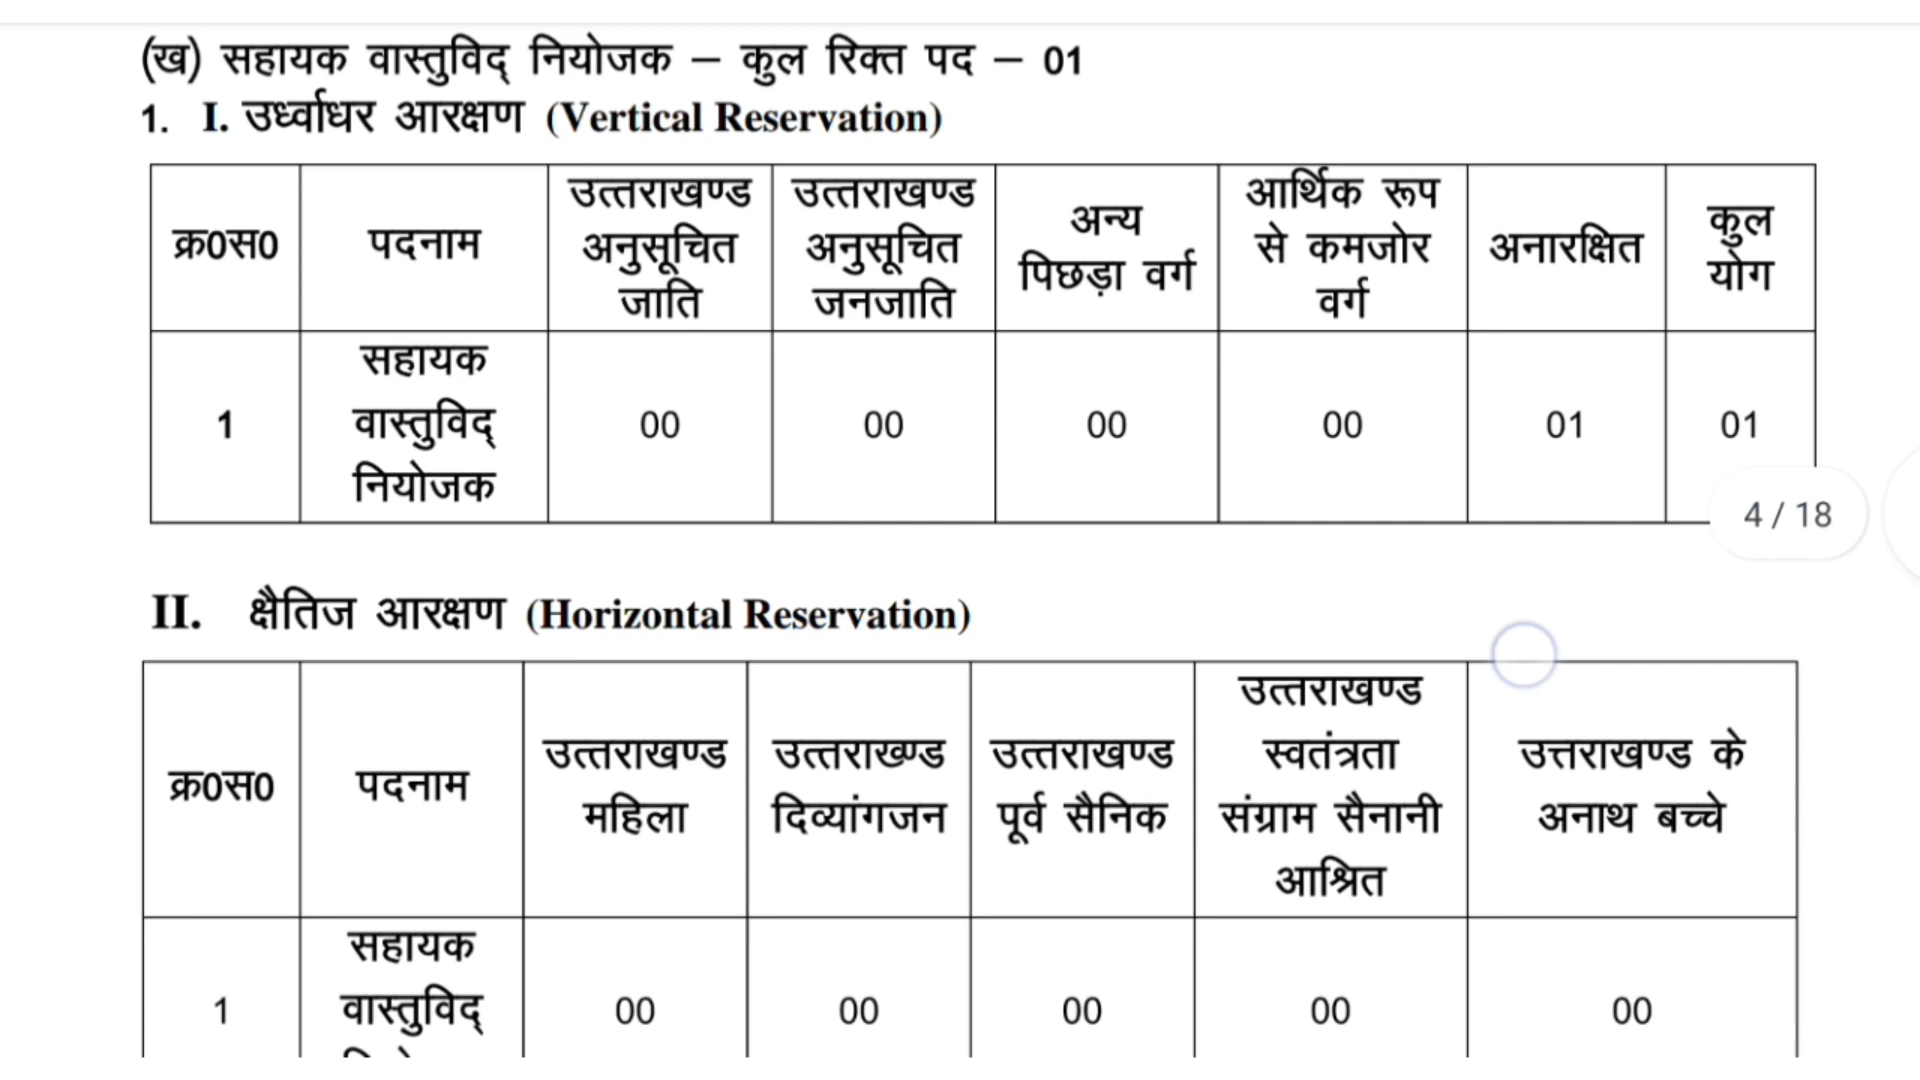 (ख) सहायक वास्तुविद् नियोजक – कुल रिक्त पद – 01
1. I. उर्ध्वाधर आरक्षण (Vertical Reservation)
क्र0स0 पदनाम उत्तराखण्ड अनुसूचित जाति उत्तराखण्ड अनुसूचित जनजाति अन्य पिछड़ा वर्ग आर्थिक रूप से कमजोर वर्ग अनारक्षित कुल योग
1 सहायक वास्तुविद् नियोजक 00 00 00 00 01 01
4 / 18
II. क्षैतिज आरक्षण (Horizontal Reservation)
क्र0स0 पदनाम उत्तराखण्ड महिला उत्तराख्ण्ड दिव्यांगजन उत्तराखण्ड पूर्व सैनिक उत्तराखण्ड स्वतंत्रता संग्राम सैनानी आश्रित उत्तराखण्ड के अनाथ बच्चे
1 सहायक वास्तुविद् 00 00 00 00 00